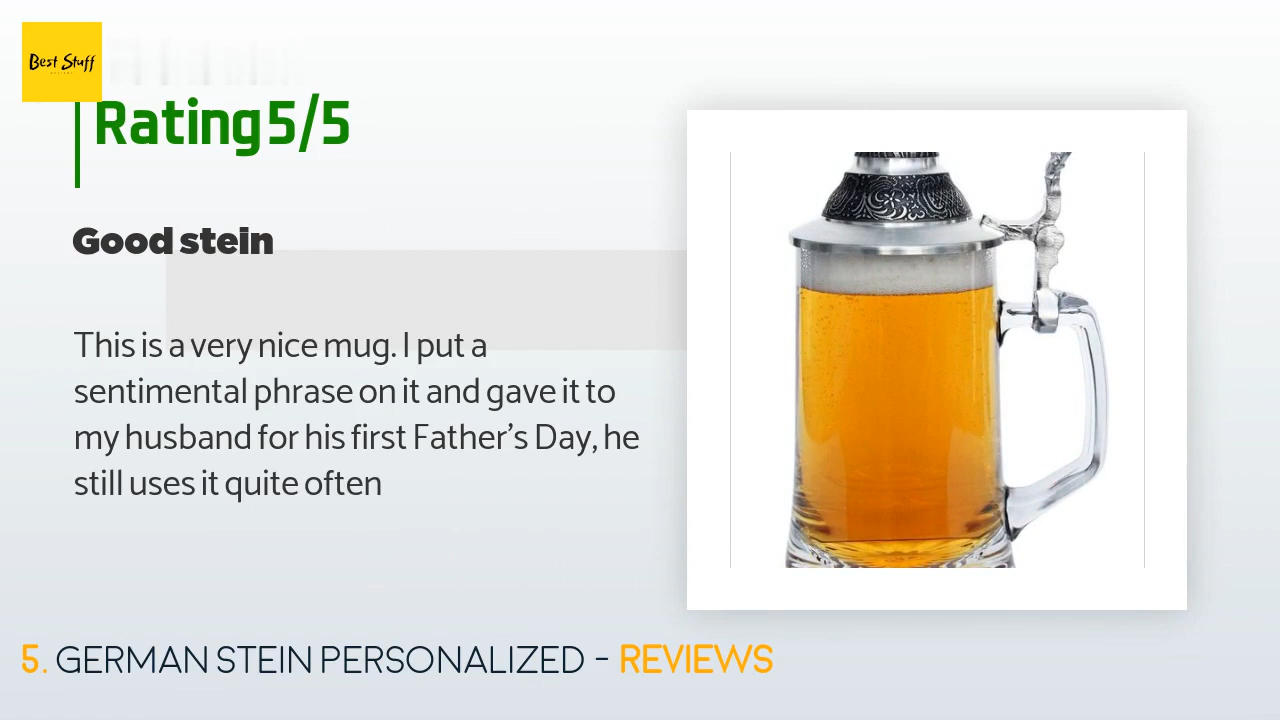 Best Stuff
Rating 5/5
Good stein
This is a very nice mug. I put a
sentimental phrase on it and gave it to
my husband for his first Father's Day, he
still uses it quite often
5. GERMAN STEIN PERSONALIZED - REVIEWS